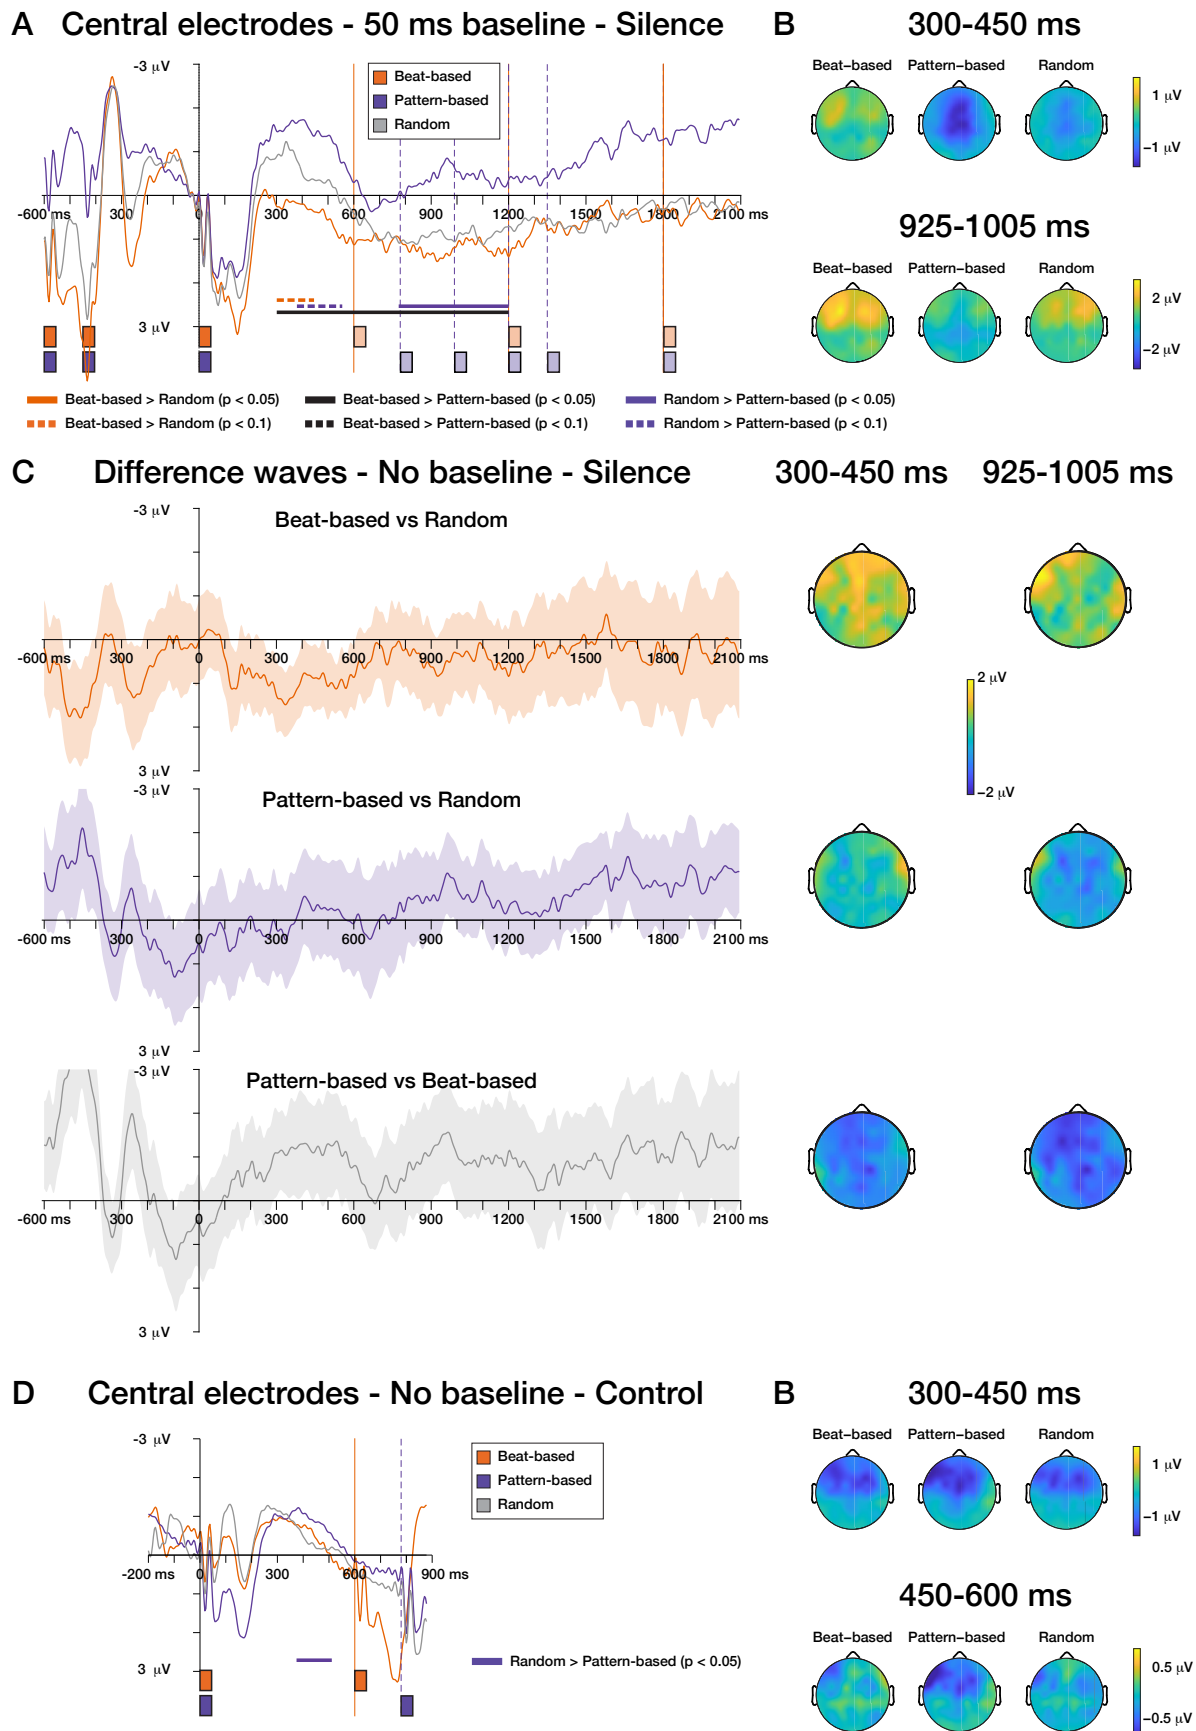 A Central electrodes - 50 ms baseline - Silence
-3 µV
Beat-based
Pattern-based
Random
-600 ms 300 0 300 600 900 1200 1800 2100 ms
3 µV
Beat-based > Random (p < 0.05) Beat-based > Pattern-based (p < 0.05) Random > Pattern-based (p < 0.05)
Beat-based > Random (p < 0.1) Beat-based > Pattern-based (p < 0.1) Random > Pattern-based (p < 0.1)
B 300-450 ms
Beat-based Pattern-based Random
1 µV
-1 µV
925-1005 ms
Beat-based Pattern-based Random
2 µV
-2 µV
C Difference waves - No baseline - Silence 300-450 ms 925-1005 ms
-3 µV
Beat-based vs Random
-600 ms 300 0 300 600 900 1200 1500 1800 2100 ms
3 µV
2 µV
-2 µV
-3 µV
Pattern-based vs Random
-600 ms 300 0 300 600 900 1200 1500 1800 2100 ms
3 µV
-3 µV
Pattern-based vs Beat-based
-600 ms 300 0 300 600 900 1200 1500 1800 2100 ms
3 µV
D Central electrodes - No baseline - Control
-3 µV
Beat-based
Pattern-based
Random
-200 ms 0 300 600 900 ms
3 µV
Random > Pattern-based (p < 0.05)
B 300-450 ms
Beat-based Pattern-based Random
1 µV
-1 µV
450-600 ms
Beat-based Pattern-based Random
0.5 µV
-0.5 µV